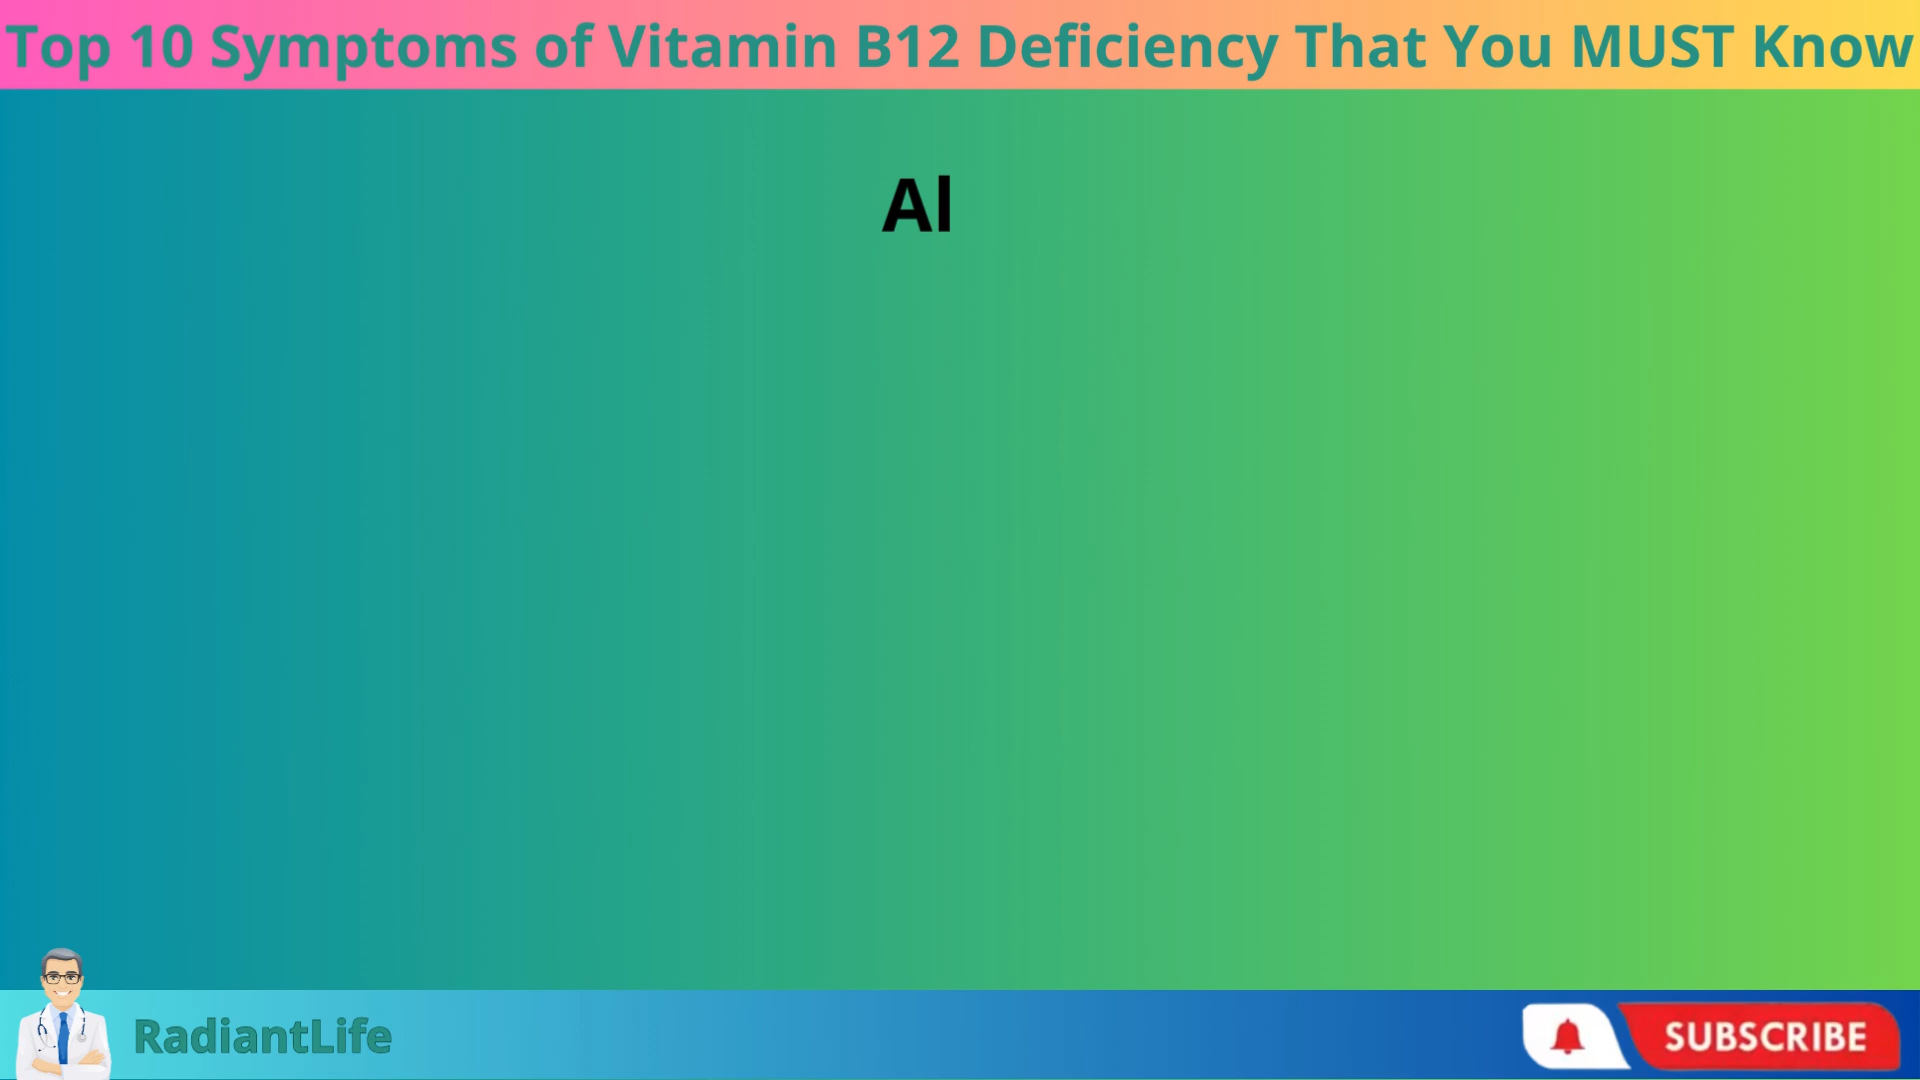 Top 10 Symptoms of Vitamin B12 Deficiency That You MUST Know
Al
RadiantLife
SUBSCRIBE